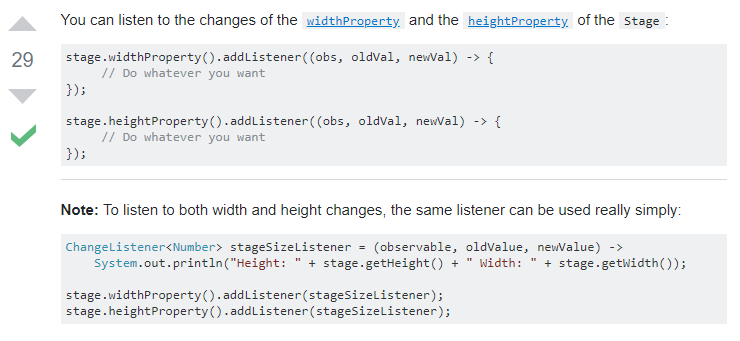 You can listen to the changes of the widthProperty and the heightProperty of the Stage:
29
stage.widthProperty().addListener((obs, oldVal, newVal) -> {
     // Do whatever you want
});
stage.heightProperty().addListener((obs, oldVal, newVal) -> {
     // Do whatever you want
});
Note: To listen to both width and height changes, the same listener can be used really simply:
ChangeListener<Number> stageSizeListener = (observable, oldValue, newValue) ->
    System.out.println("Height: " + stage.getHeight() + " Width: " + stage.getWidth());
stage.widthProperty().addListener(stageSizeListener);
stage.heightProperty().addListener(stageSizeListener);